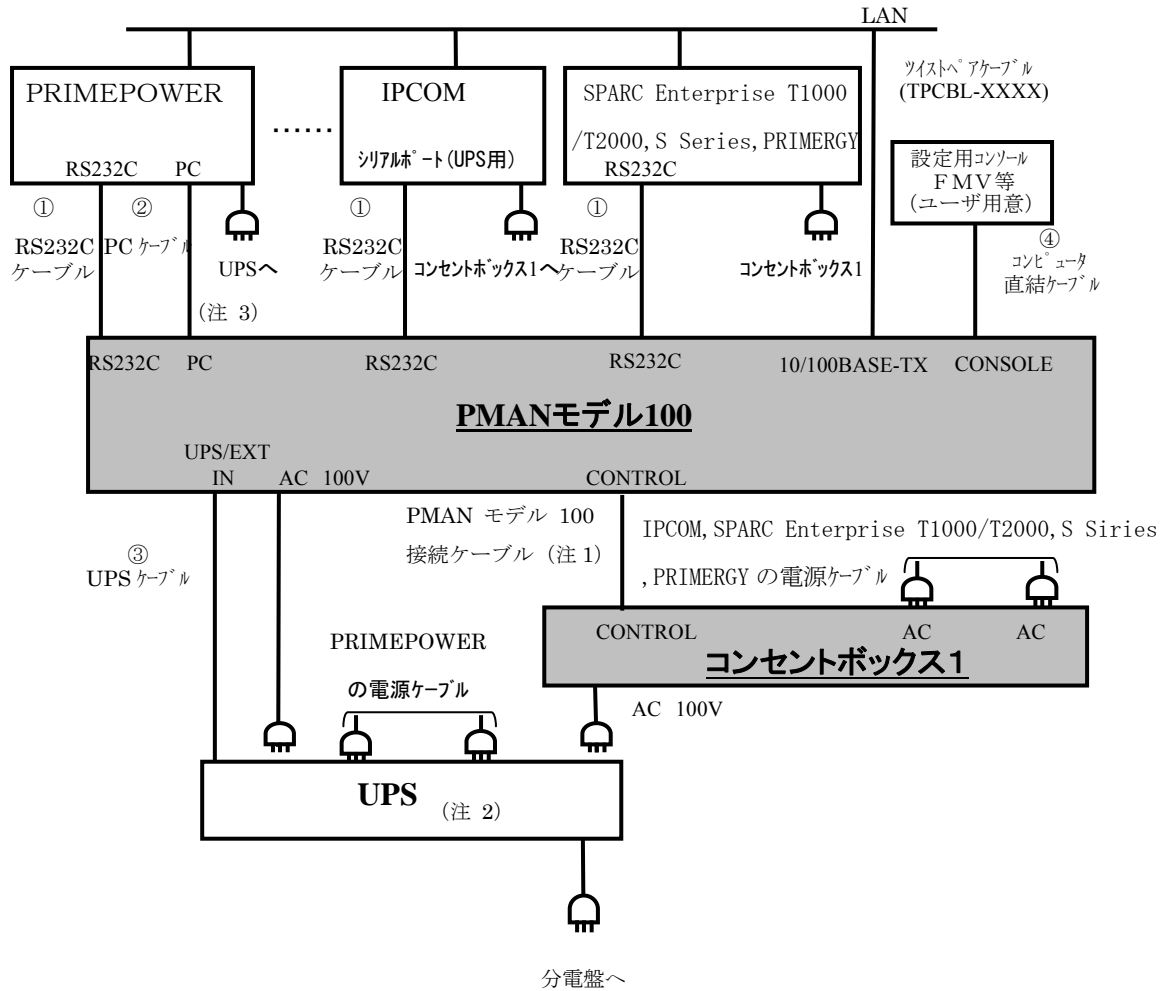 LAN
PRIMEPOWER
RS232C PC
......
IPCOM
シリアルポート(UPS用)
SPARC Enterprise T1000
/T2000,S Series,PRIMERGY
RS232C
ツイストペアケーブル
(TPCBL-XXXX)
設定用コンソール
FMV等
(ユーザ用意)
①
RS232C
ケーブル
②
PCケーブル
(注 3)
UPSへ
①
RS232C
ケーブル
コンセントボックス1へ
①
RS232C
ケーブル
コンセントボックス1
④
コンピュータ
直結ケーブル
RS232C PC RS232C RS232C 10/100BASE-TX CONSOLE
PMANモデル100
UPS/EXT
IN AC 100V CONTROL
③
UPSケーブル
PMAN モデル 100
接続ケーブル (注 1)
IPCOM,SPARC Enterprise T1000/T2000,S Siries
,PRIMERGY の電源ケーブル
CONTROL AC AC
コンセントボックス1
AC 100V
PRIMEPOWER
の電源ケーブル
UPS (注 2)
分電盤へ